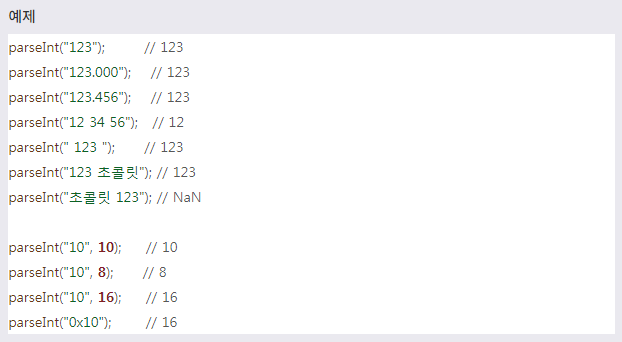 예제
parseInt("123");          // 123
parseInt("123.000");     // 123
parseInt("123.456");     // 123
parseInt("12 34 56");    // 12
parseInt(" 123 ");       // 123
parseInt("123 초콜릿"); // 123
parseInt("초콜릿 123"); // NaN
parseInt("10", 10);      // 10
parseInt("10", 8);       // 8
parseInt("10", 16);      // 16
parseInt("0x10");         // 16